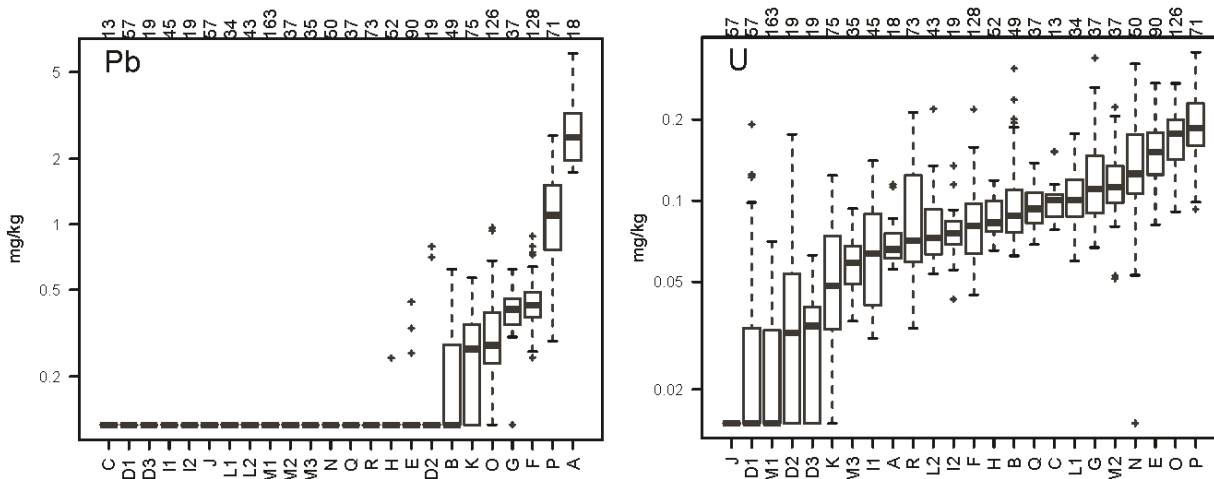 13 57 19 45 19 57 34 43 163 37 35 50 37 73 52 90 19 49 75 126 37 128 71 18
Pb
mg/kg
5
2
1
0.5
0.2
C D1 D3 I1 I2 J L1 L2 M1 M2 M3 N Q R H E D2 B K O G F P A
57 57 163 19 19 75 35 45 18 73 43 19 128 52 49 37 13 34 37 37 50 90 126 71
U
mg/kg
0.2
0.1
0.05
0.02
J D1 M1 D2 D3 K M3 I1 A R L2 I2 F H B Q C L1 G M2 N E O P